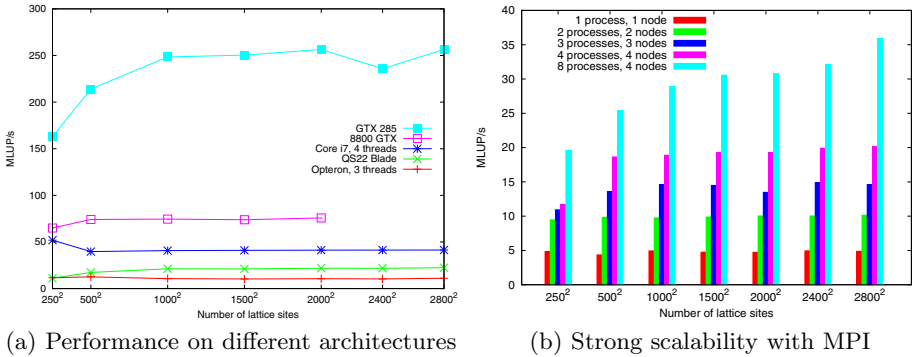 300
250
200
150
100
50
0
MLUP/s
GTX 285
8800 GTX
Core i7, 4 threads
QS22 Blade
Opteron, 3 threads
250² 500² 1000² 1500² 2000² 2400² 2800²
Number of lattice sites
(a) Performance on different architectures
40
35
30
25
20
15
10
5
0
MLUP/s
1 process, 1 node
2 processes, 2 nodes
3 processes, 3 nodes
4 processes, 4 nodes
8 processes, 4 nodes
250² 500² 1000² 1500² 2000² 2400² 2800²
Number of lattice sites
(b) Strong scalability with MPI